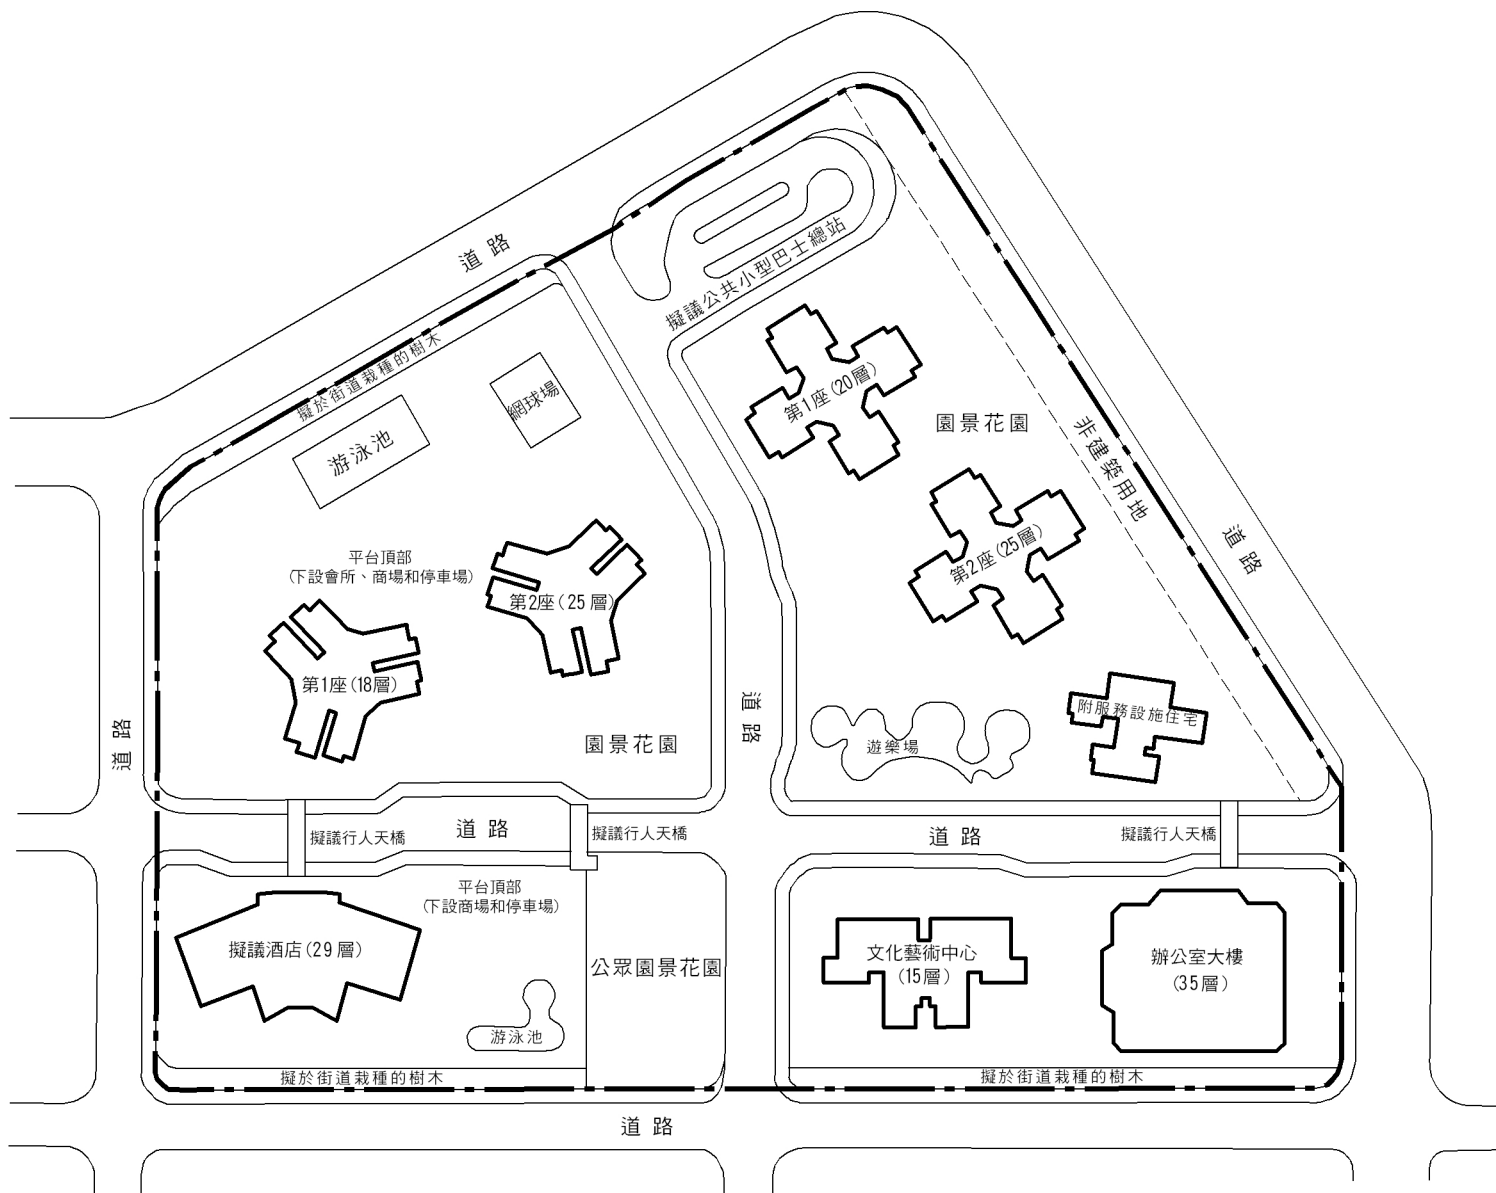 道路
擬議公共小型巴士總站
擬於街道栽種的樹木
網球場
游泳池
第1座(20層)
園景花園
非建築用地
道路
第2座(25層)
平台頂部
(下設會所、商場和停車場)
第2座(25層)
第1座(18層)
園景花園
道路
道路
遊樂場
附服務設施住宅
擬議行人天橋
道路
擬議行人天橋
道路
擬議行人天橋
平台頂部
(下設商場和停車場)
擬議酒店(29層)
公眾園景花園
游泳池
文化藝術中心
(15層)
辦公室大樓
(35層)
擬於街道栽種的樹木
擬於街道栽種的樹木
道路